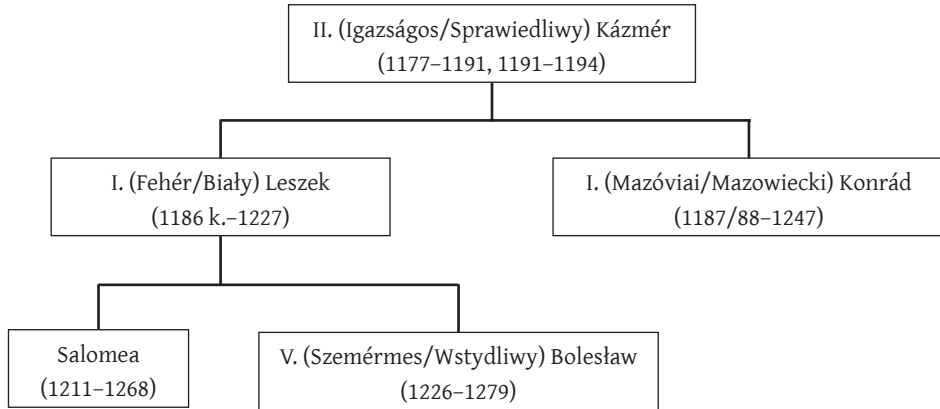 II. (Igazságos/Sprawiedliwy) Kázmér
(1177–1191, 1191–1194)
I. (Fehér/Biały) Leszek
(1186 k.–1227)
I. (Mazóviai/Mazowiecki) Konrád
(1187/88–1247)
Salomea
(1211–1268)
V. (Szemérmes/Wstydliwy) Bolesław
(1226–1279)